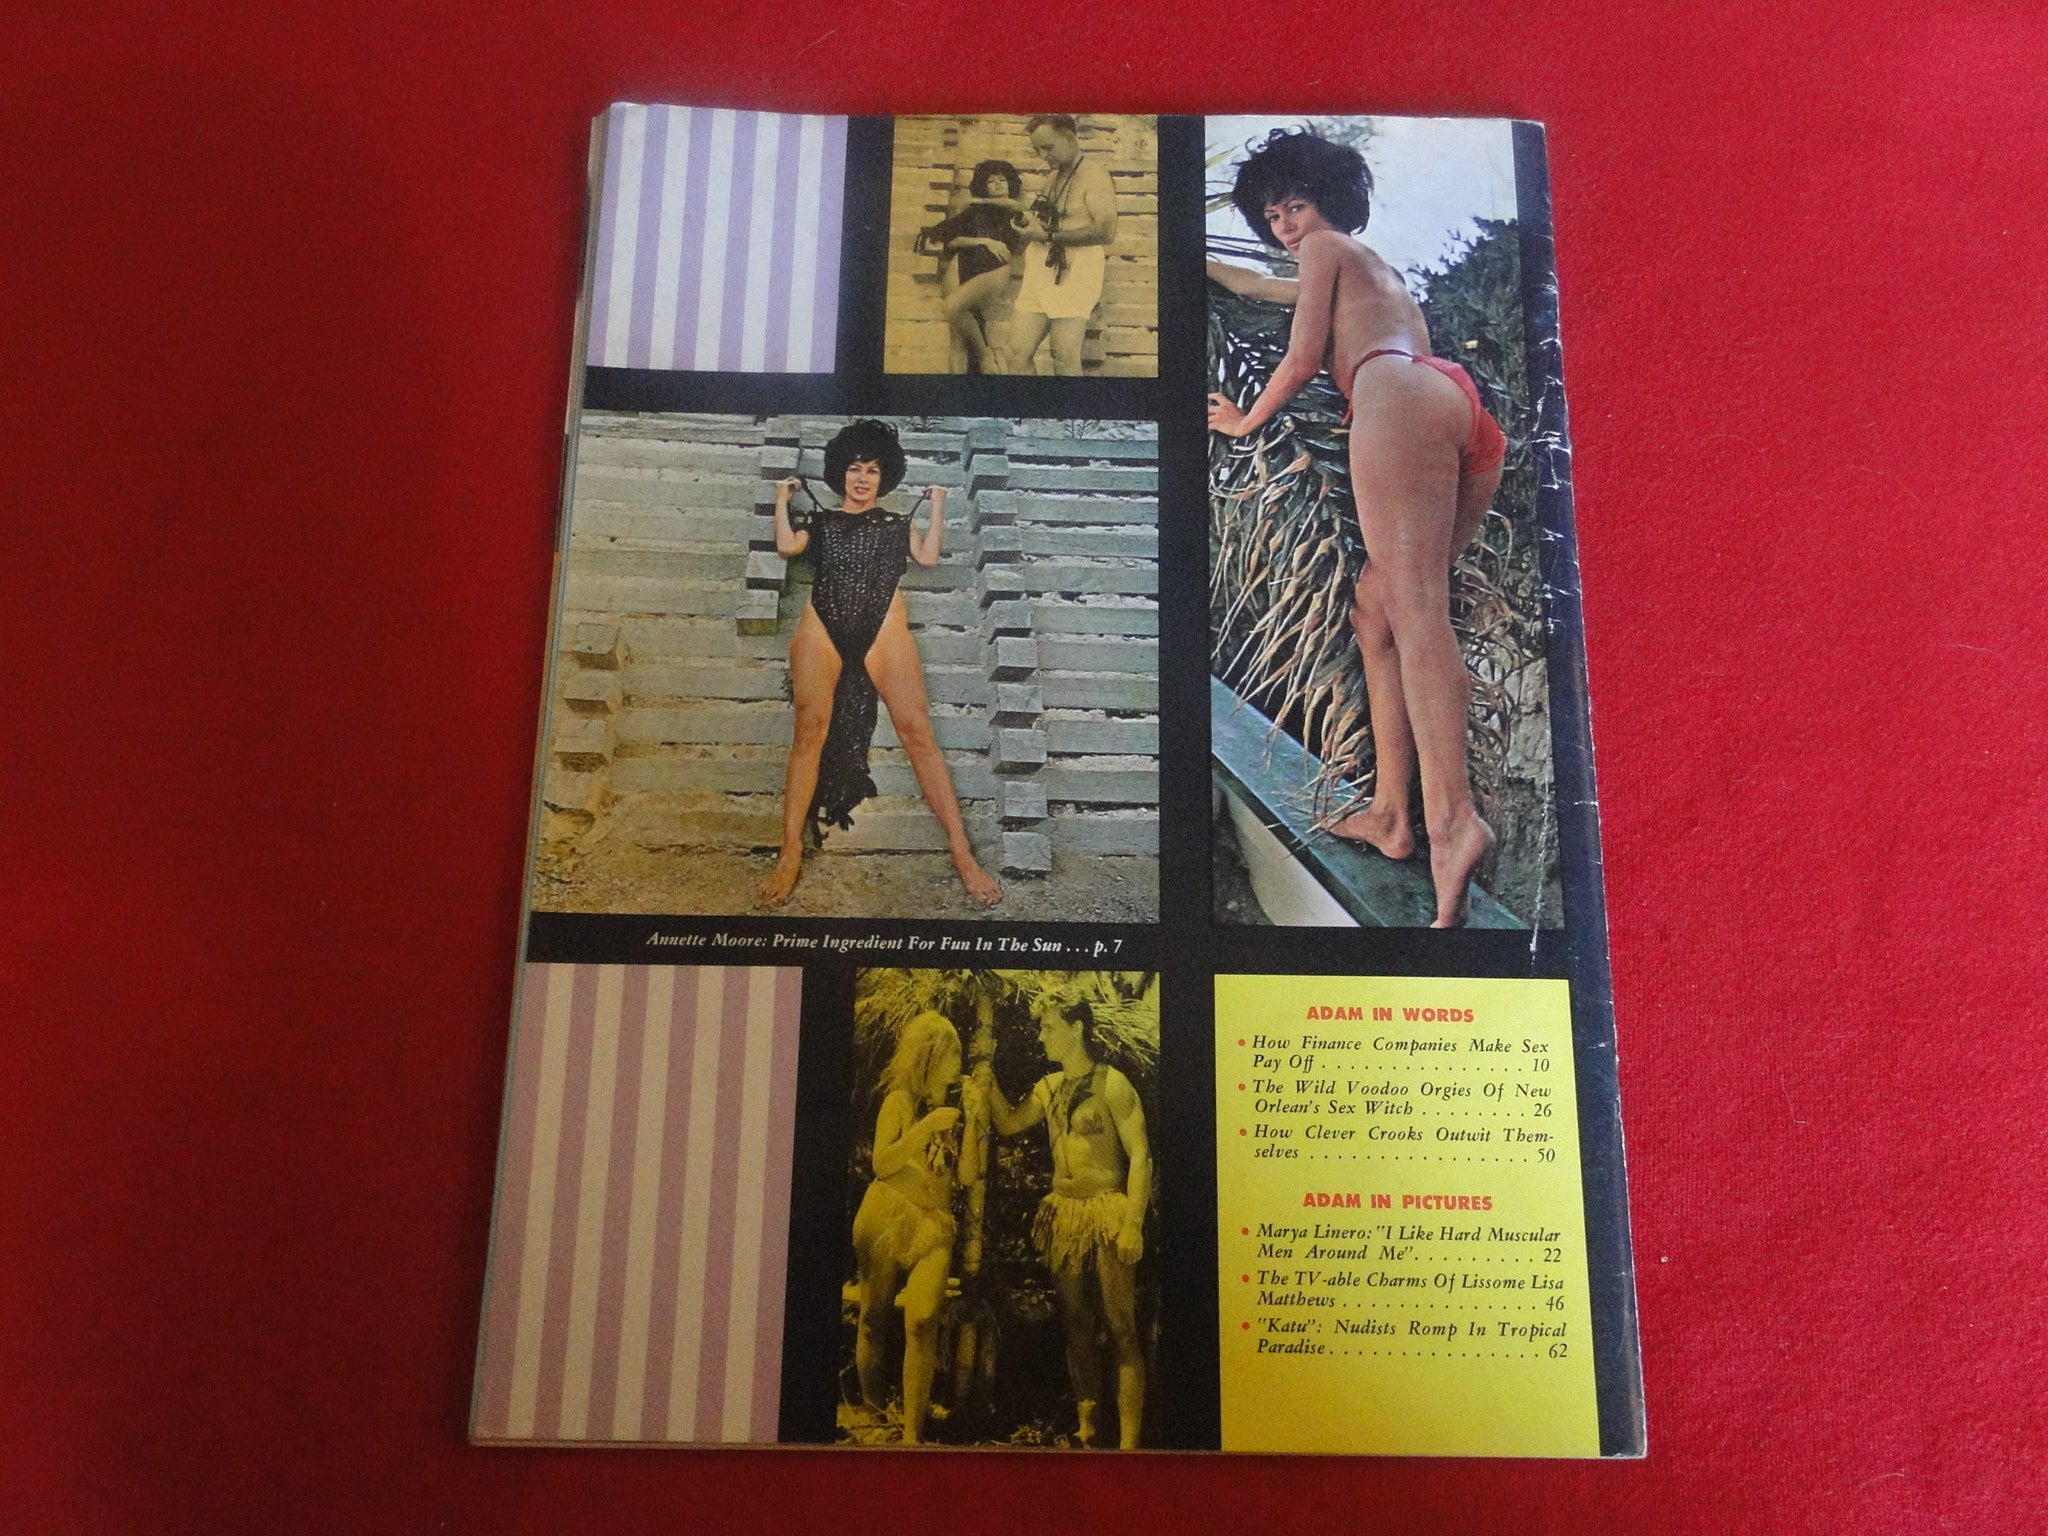 Annette Moore: Prime Ingredient For Fun In The Sun . . . p. 7
ADAM IN WORDS
• How Finance Companies Make Sex
Pay Off . . . . . . . . . . . . . . . . 10
• The Wild Voodoo Orgies Of New
Orlean's Sex Witch . . . . . . . . 26
• How Clever Crooks Outwit Them-
selves . . . . . . . . . . . . . . . . 50
ADAM IN PICTURES
• Marya Linero: "I Like Hard Muscular
Men Around Me" . . . . . . . . . 22
• The TV-able Charms Of Lissome Lisa
Matthews . . . . . . . . . . . . . . 46
• "Katu": Nudists Romp In Tropical
Paradise . . . . . . . . . . . . . . . 62